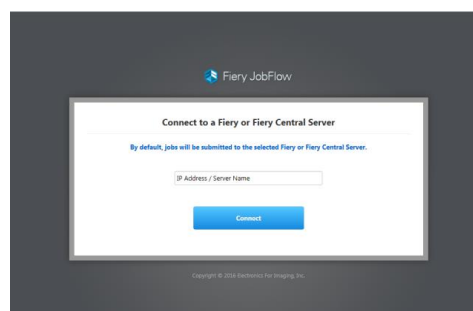 Fiery JobFlow
Connect to a Fiery or Fiery Central Server
By default, jobs will be submitted to the selected Fiery or Fiery Central Server.
IP Address / Server Name
Connect
Copyright © 2016 Electronics For Imaging, Inc.